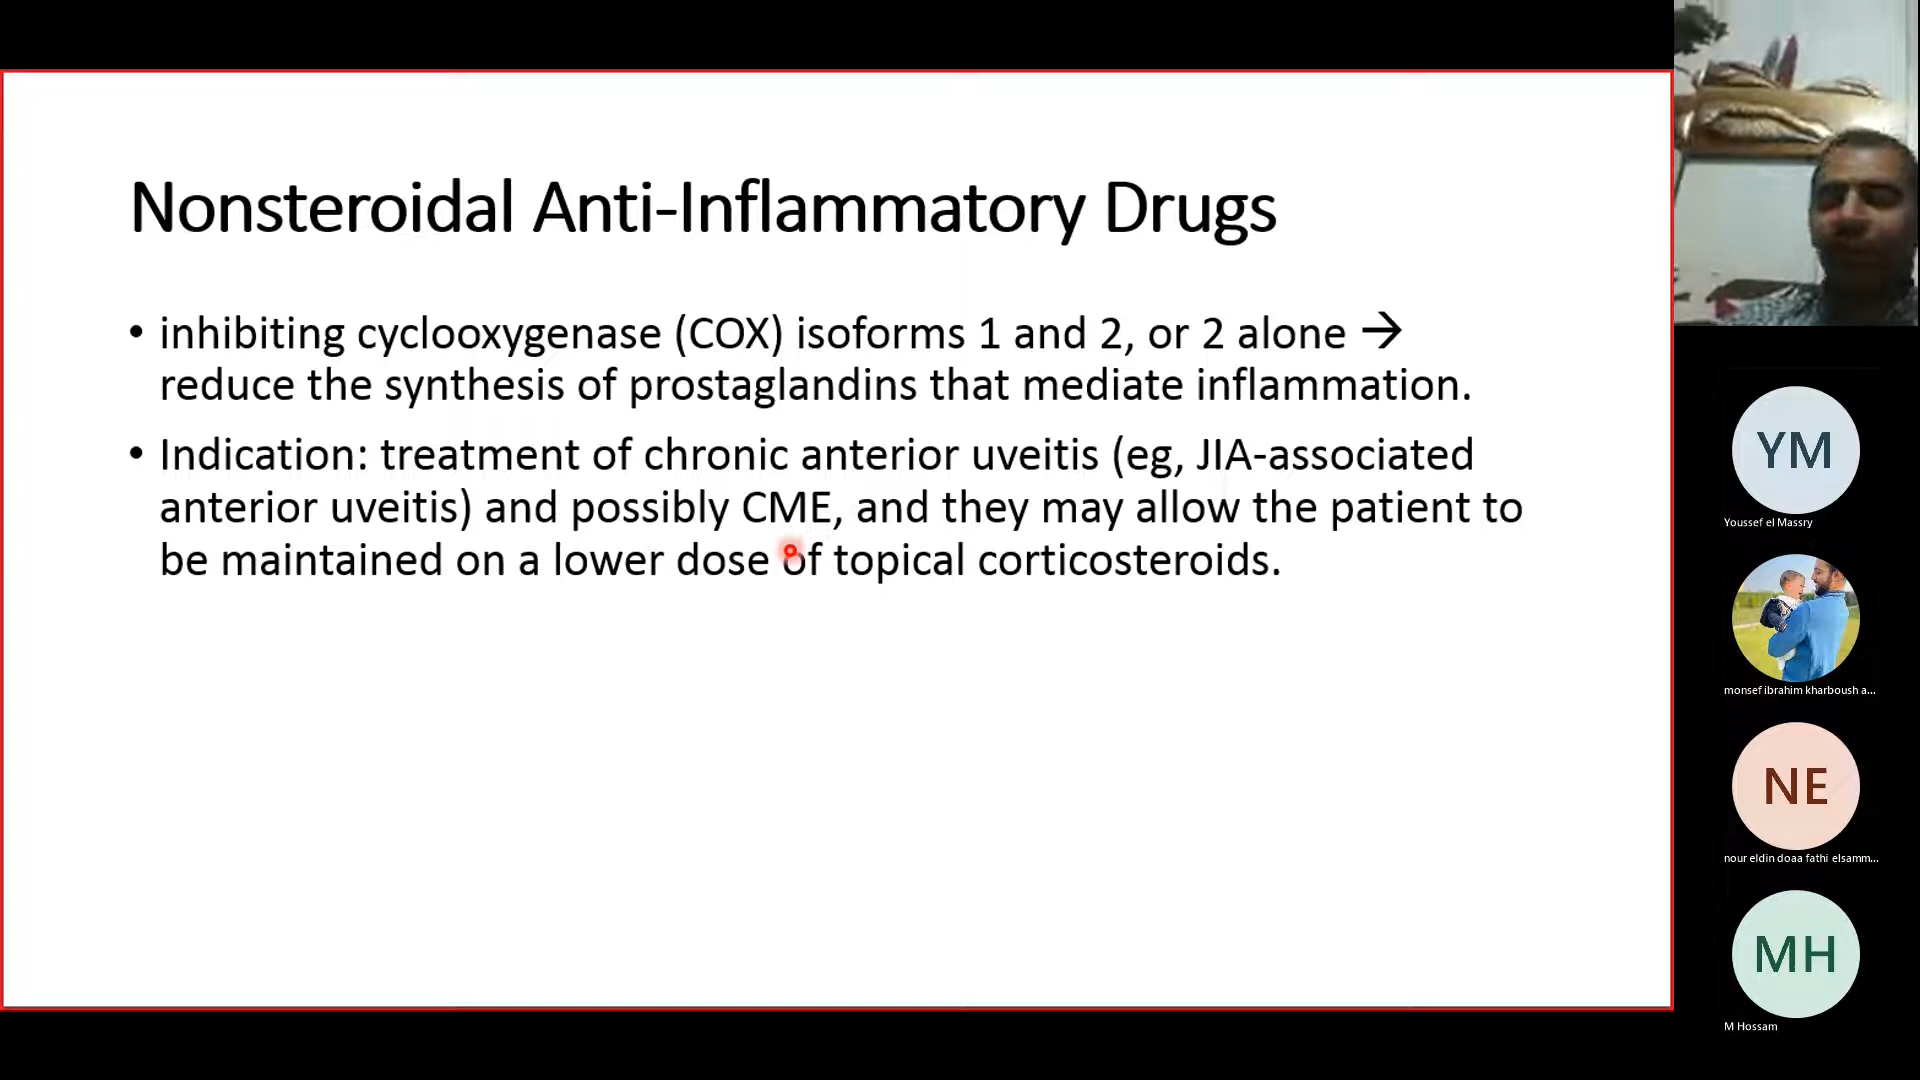 Nonsteroidal Anti-Inflammatory Drugs
• inhibiting cyclooxygenase (COX) isoforms 1 and 2, or 2 alone →
reduce the synthesis of prostaglandins that mediate inflammation.
• Indication: treatment of chronic anterior uveitis (eg, JIA-associated
anterior uveitis) and possibly CME, and they may allow the patient to
be maintained on a lower dose of topical corticosteroids.
YM
Youssef el Massry
monsef ibrahim kharboush a...
NE
nour eldin doaa fathi elsamm...
MH
M Hossam